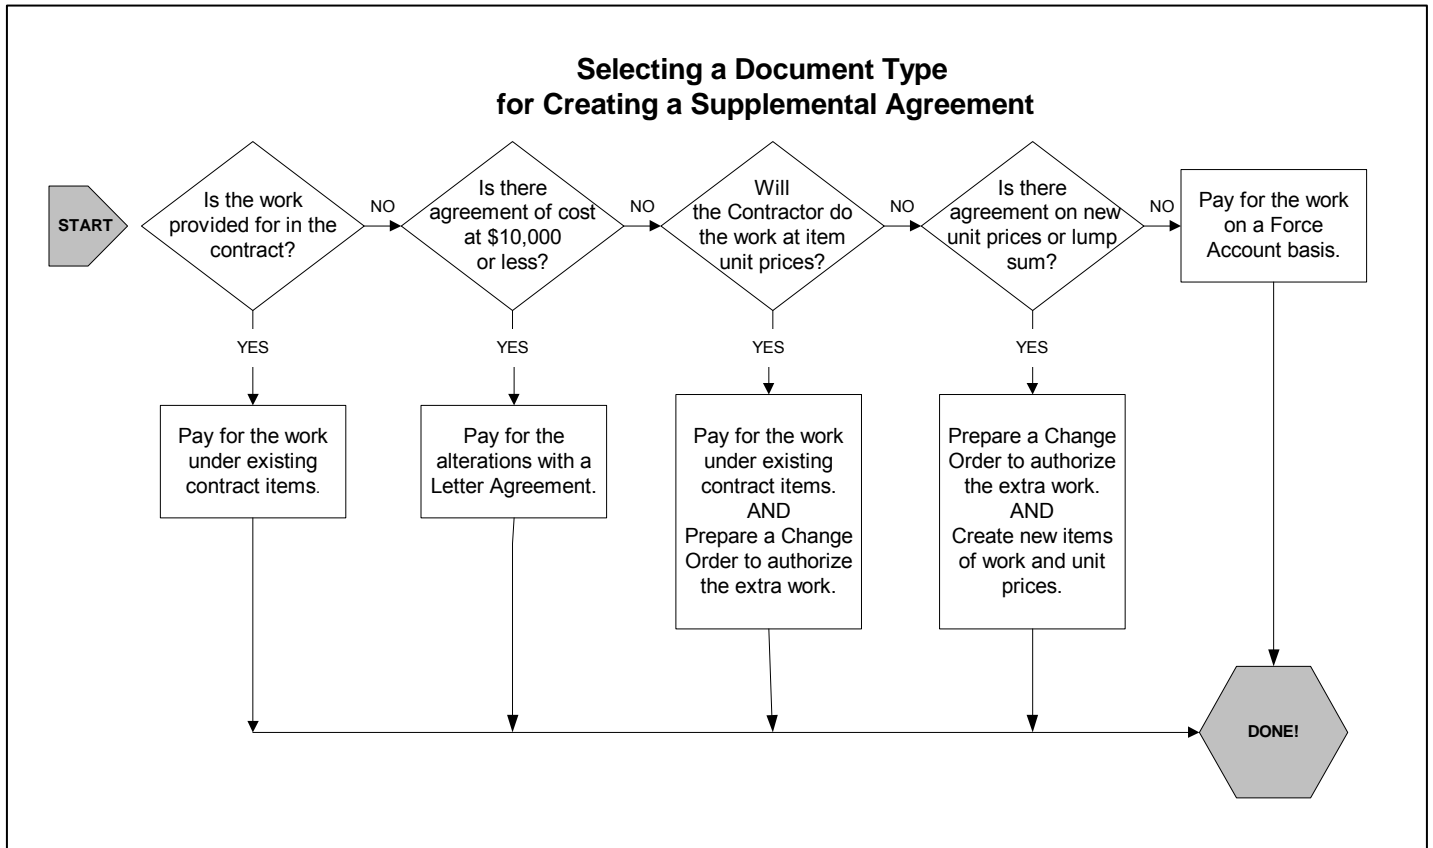 Selecting a Document Type
for Creating a Supplemental Agreement
START
Is the work
provided for in the
contract?
NO
Is there
agreement of cost
at $10,000
or less?
NO
Will
the Contractor do
the work at item
unit prices?
NO
Is there
agreement on new
unit prices or lump
sum?
NO
Pay for the work
on a Force
Account basis.
YES
YES
YES
YES
Pay for the work
under existing
contract items.
Pay for the
alterations with a
Letter Agreement.
Pay for the work
under existing
contract items.
AND
Prepare a Change
Order to authorize
the extra work.
Prepare a Change
Order to authorize
the extra work.
AND
Create new items
of work and unit
prices.
DONE!